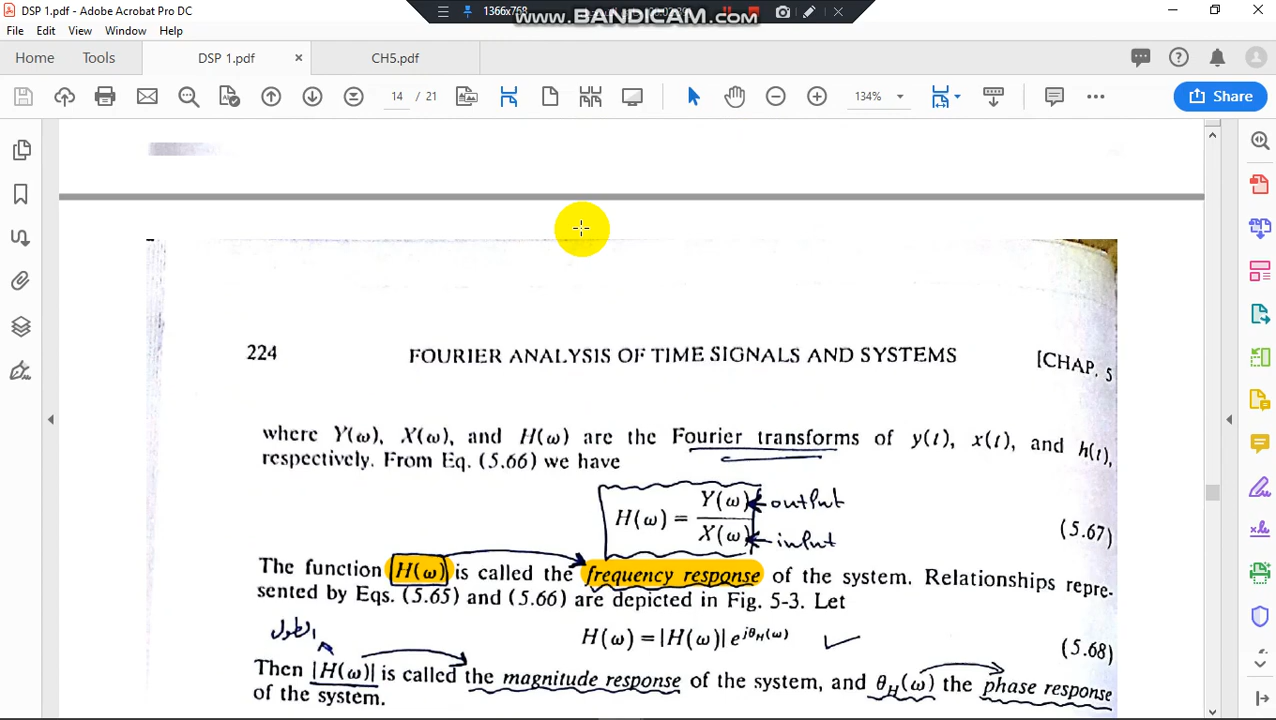 DSP 1.pdf - Adobe Acrobat Pro DC
1366x768
www.BANDICAM.com
File Edit View Window Help
Home Tools DSP 1.pdf × CH5.pdf
14 / 21 134% Share
224 FOURIER ANALYSIS OF TIME SIGNALS AND SYSTEMS [CHAP. 5
where Y(ω), X(ω), and H(ω) are the Fourier transforms of y(t), x(t), and h(t),
respectively. From Eq. (5.66) we have
H(ω) = Y(ω) / X(ω) (5.67)
output
input
The function H(ω) is called the frequency response of the system. Relationships repre-
sented by Eqs. (5.65) and (5.66) are depicted in Fig. 5-3. Let
H(ω) = |H(ω)| e^{jθ_H(ω)} (5.68)
الطول
Then |H(ω)| is called the magnitude response of the system, and θ_H(ω) the phase response
of the system.